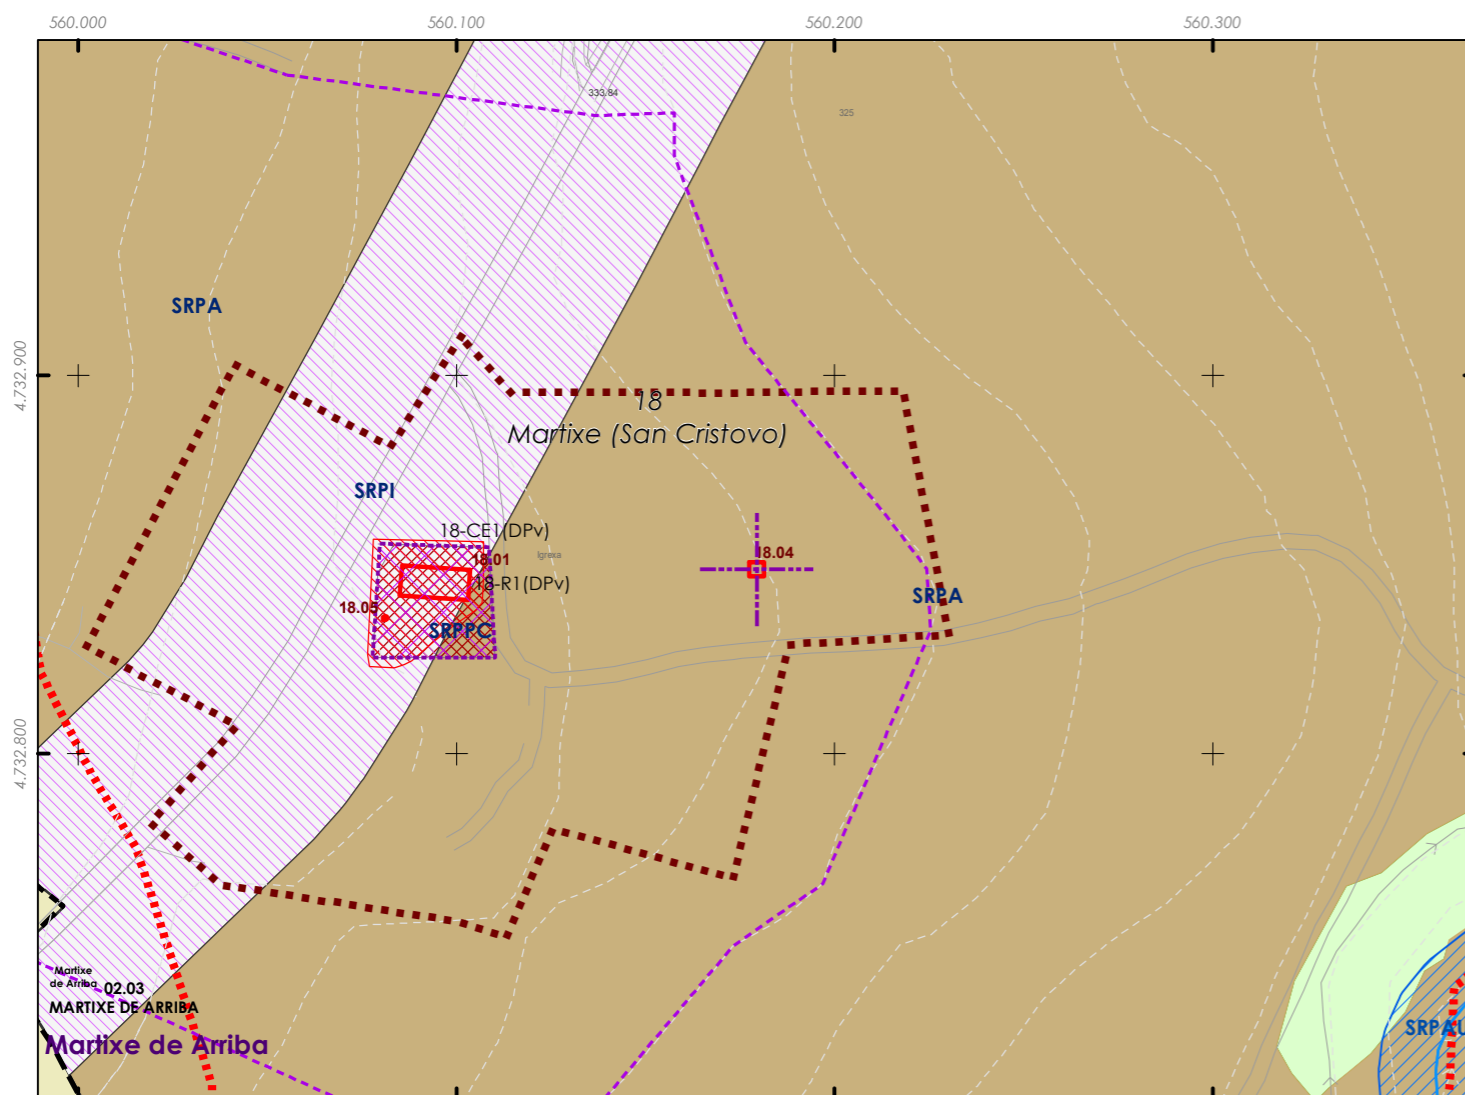 560.000
560.100
560.200
560.300
333.84
325
SRPA
4.732.900
18
Martixe (San Cristovo)
SRPI
18-CE1(DPv)
18.01
Igrexa
18.04
18-R1(DPv)
18.05
SRPA
SRPPC
4.732.800
Martixe
de Arriba
02.03
MARTIXE DE ARRIBA
Martixe de Arriba
SRPAU